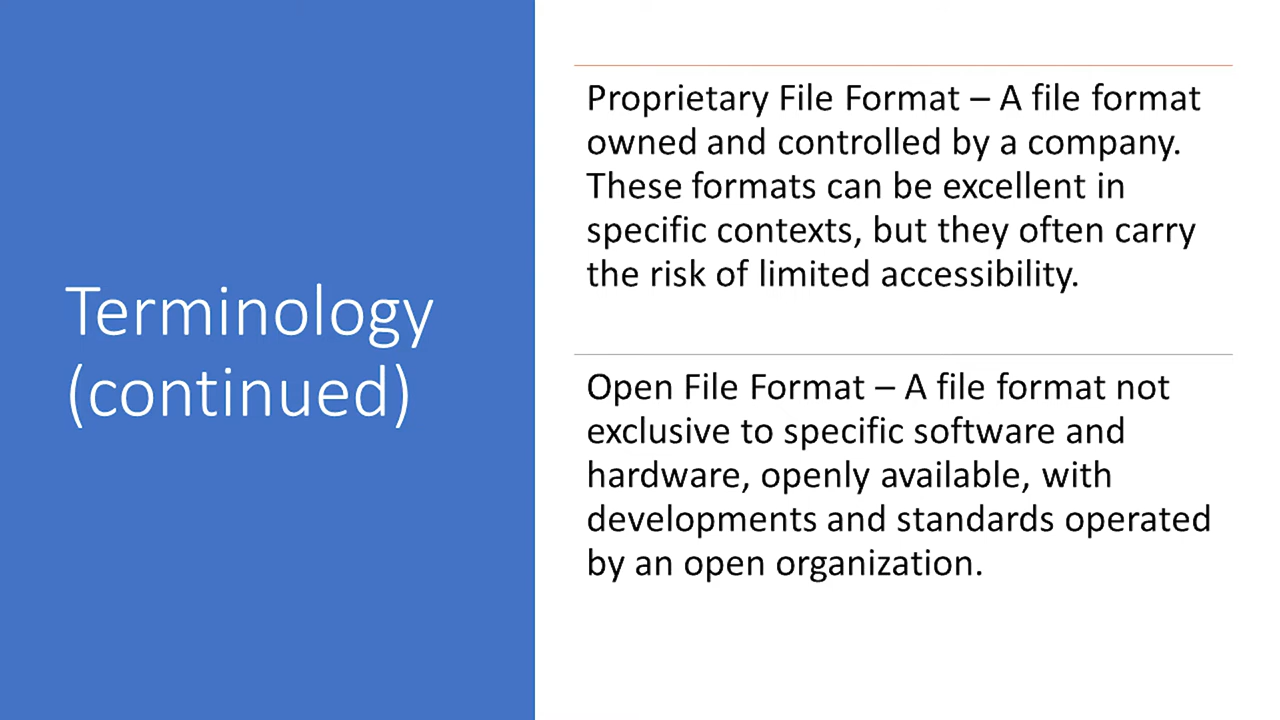 Terminology
(continued)
Proprietary File Format – A file format
owned and controlled by a company.
These formats can be excellent in
specific contexts, but they often carry
the risk of limited accessibility.
Open File Format – A file format not
exclusive to specific software and
hardware, openly available, with
developments and standards operated
by an open organization.